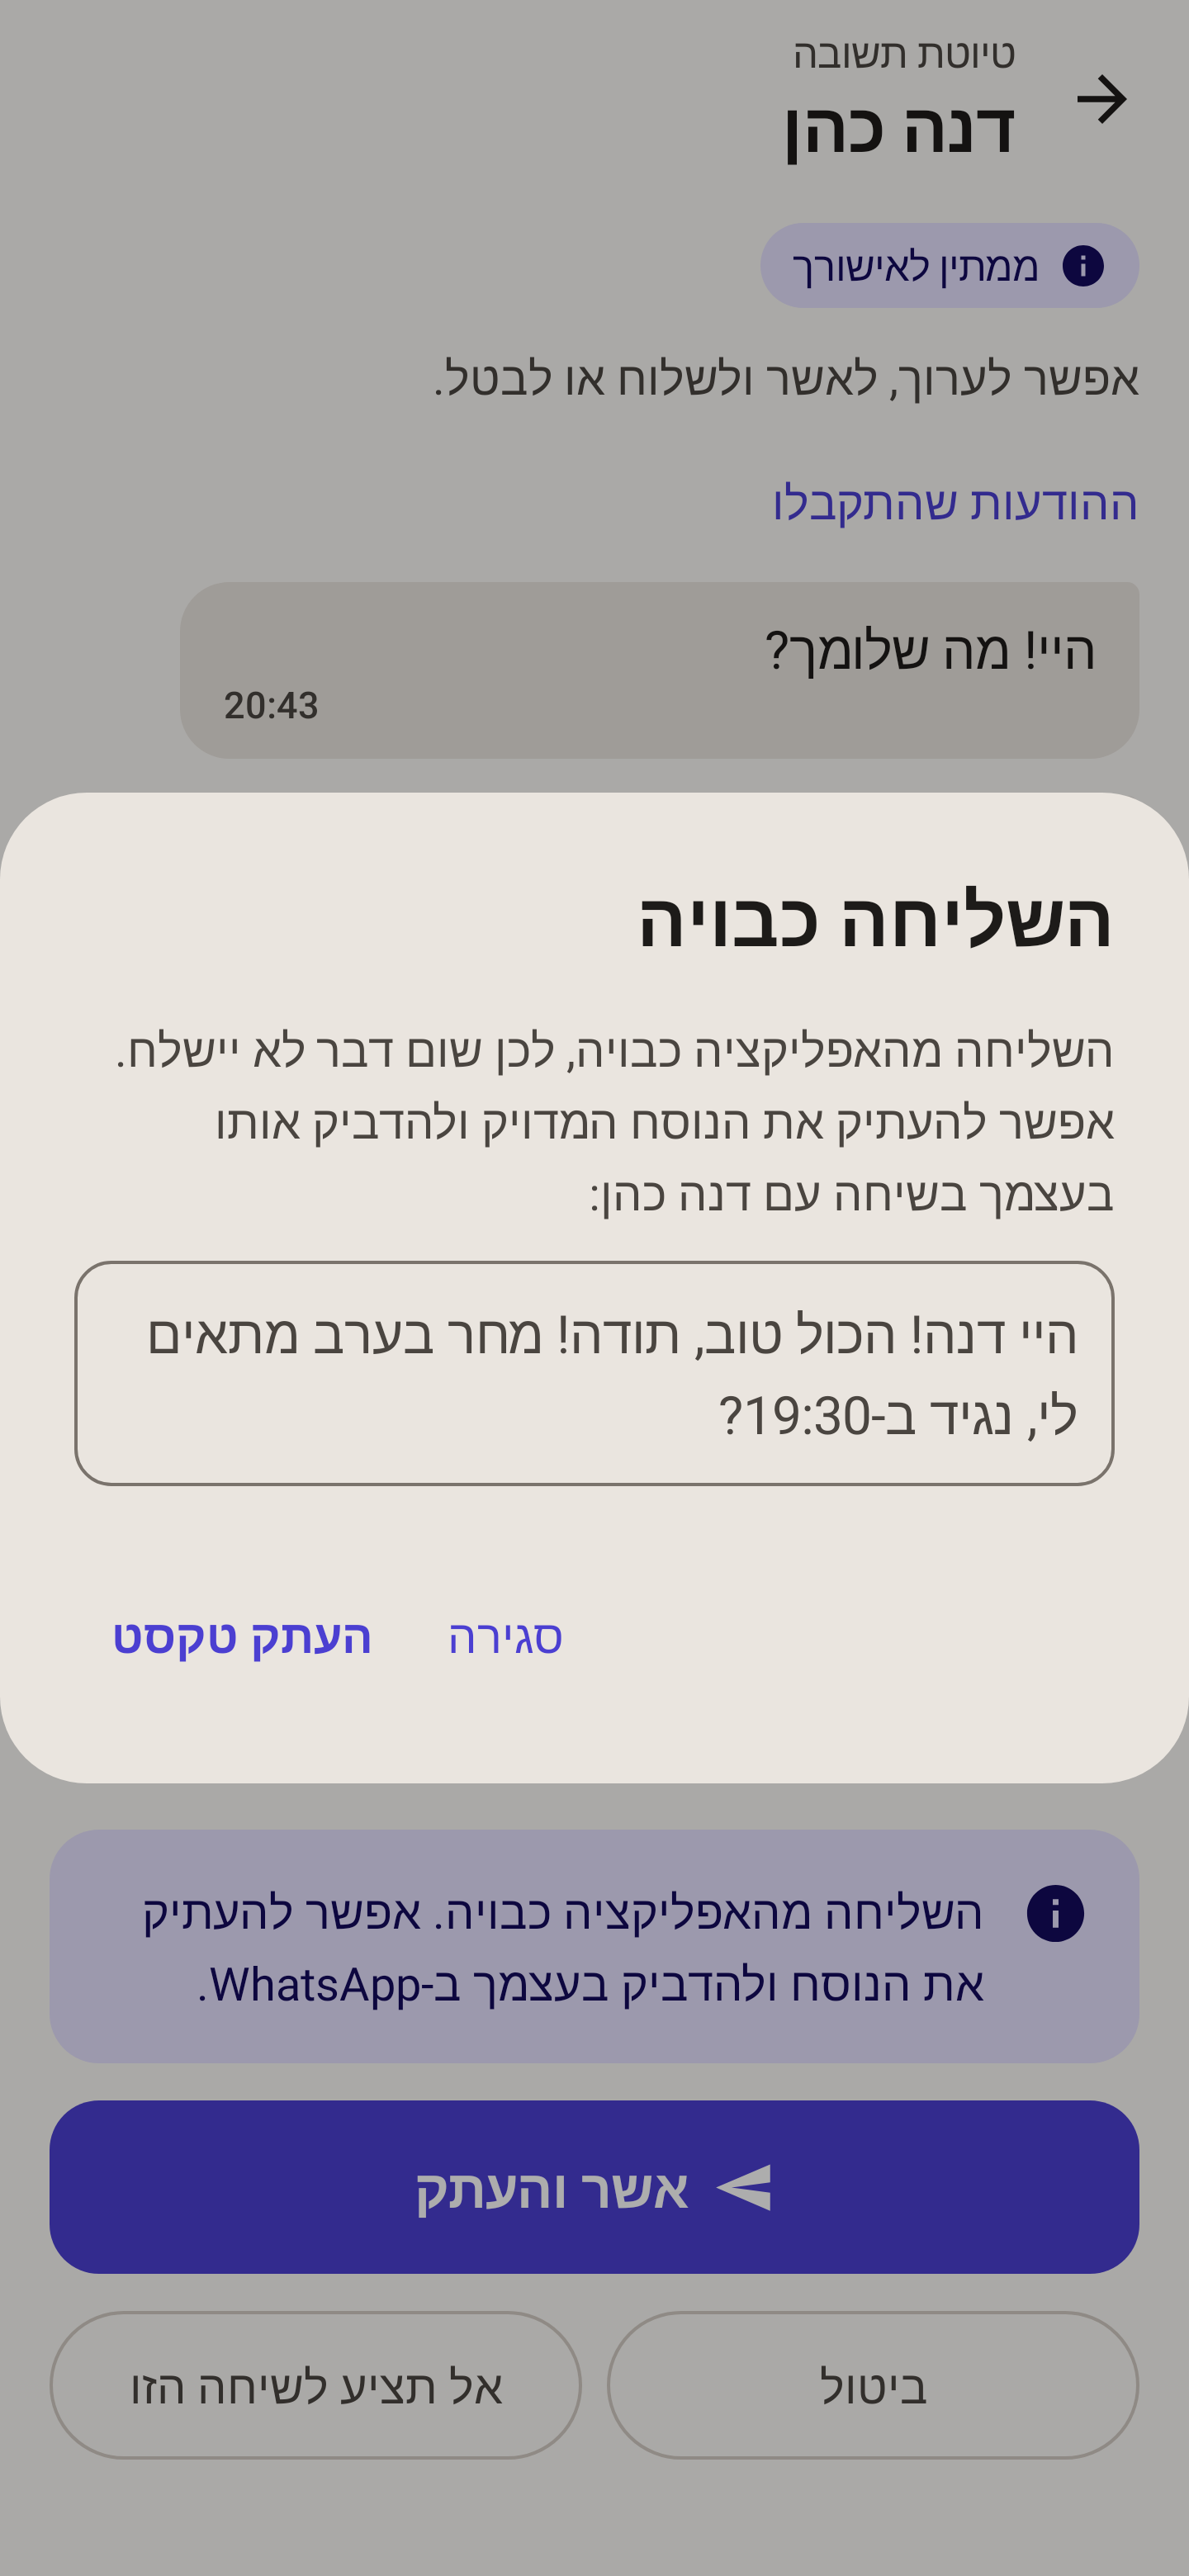 טיוטת תשובה
דנה כהן
ממתין לאישורך
אפשר לערוך, לאשר ולשלוח או לבטל.
ההודעות שהתקבלו
היי! מה שלומך?
20:43
השליחה כבויה
השליחה מהאפליקציה כבויה, לכן שום דבר לא יישלח.
אפשר להעתיק את הנוסח המדויק ולהדביק אותו
בעצמך בשיחה עם דנה כהן:
היי דנה! הכול טוב, תודה! מחר בערב מתאים
לי, נגיד ב-19:30?
סגירה
העתק טקסט
השליחה מהאפליקציה כבויה. אפשר להעתיק
את הנוסח ולהדביק בעצמך ב-WhatsApp.
אשר והעתק
ביטול
אל תציע לשיחה הזו